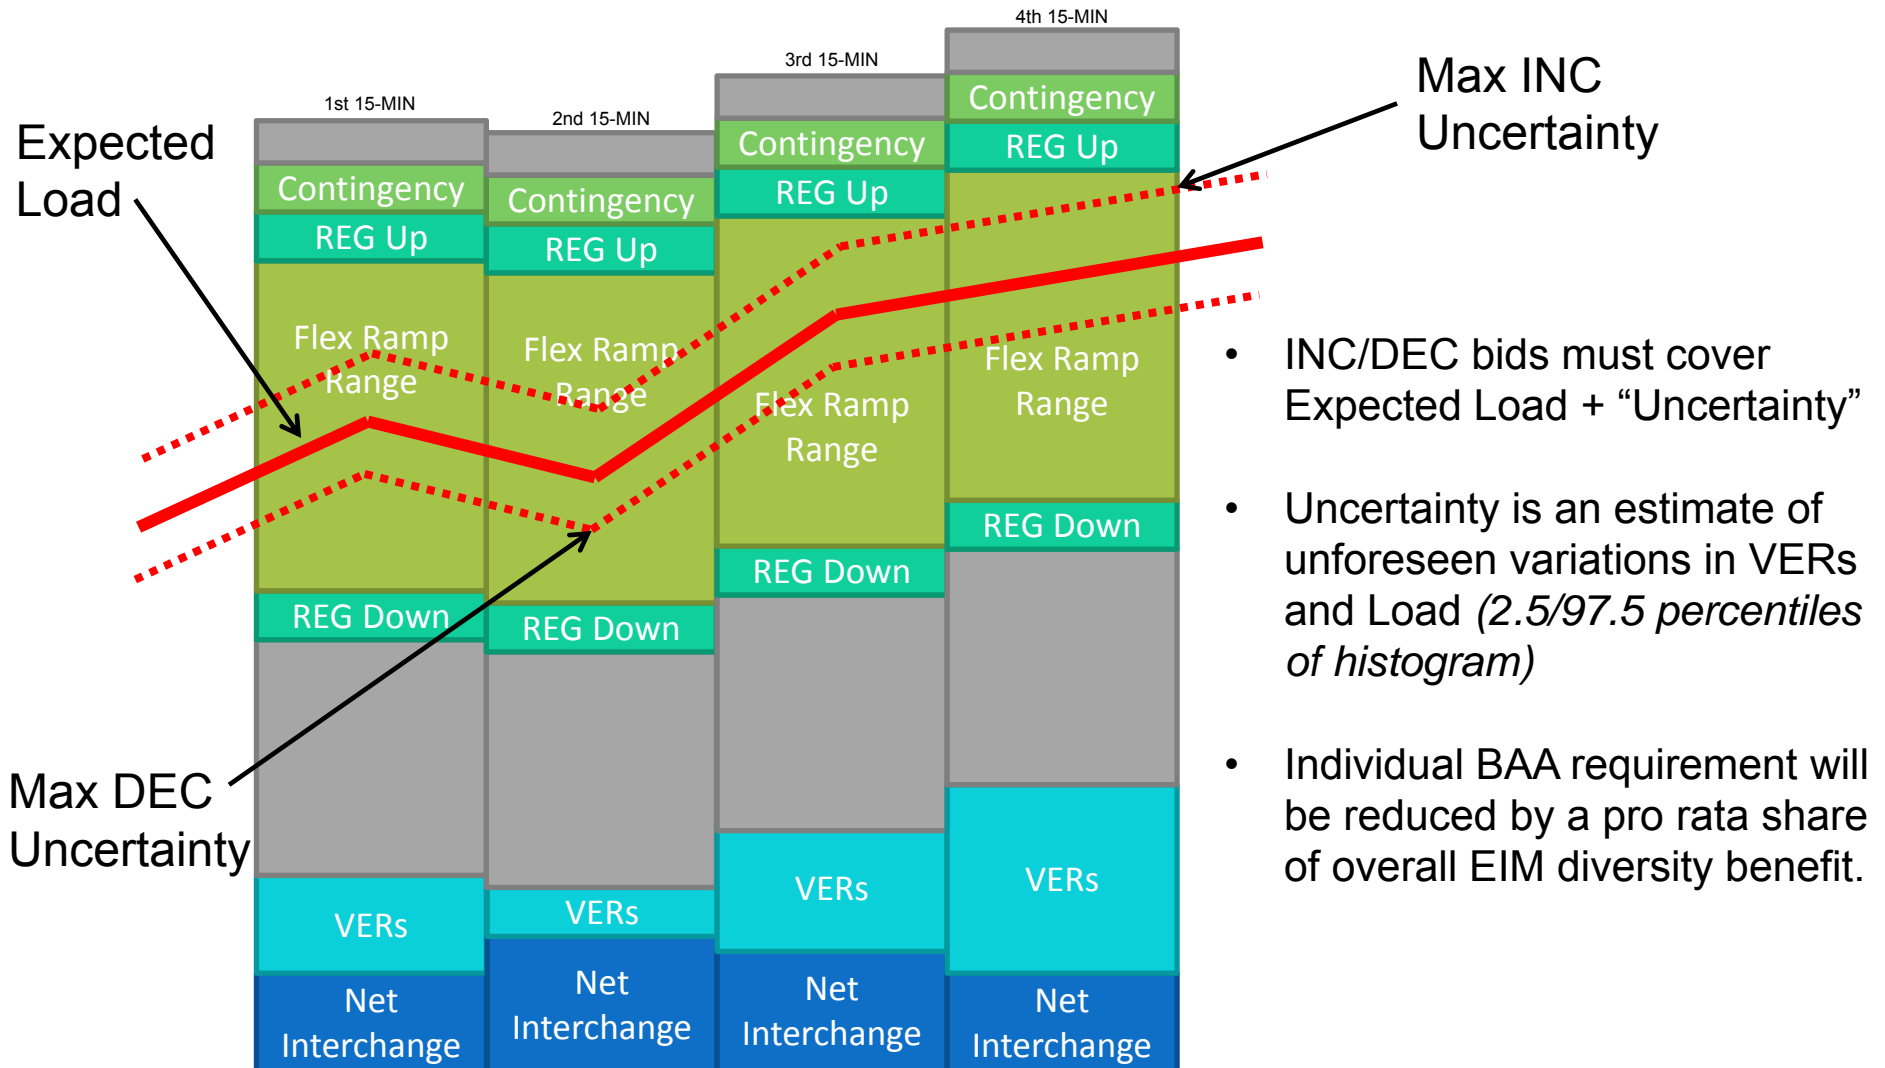 Expected
Load
1st 15-MIN
Contingency
REG Up
Flex Ramp
Range
REG Down
VERs
Net
Interchange
2nd 15-MIN
Contingency
REG Up
Flex Ramp
Range
REG Down
VERs
Net
Interchange
3rd 15-MIN
Contingency
REG Up
Flex Ramp
Range
REG Down
VERs
Net
Interchange
4th 15-MIN
Contingency
REG Up
Flex Ramp
Range
REG Down
VERs
Net
Interchange
Max DEC
Uncertainty
Max INC
Uncertainty
• INC/DEC bids must cover
Expected Load + “Uncertainty”
• Uncertainty is an estimate of
unforeseen variations in VERs
and Load (2.5/97.5 percentiles
of histogram)
• Individual BAA requirement will
be reduced by a pro rata share
of overall EIM diversity benefit.